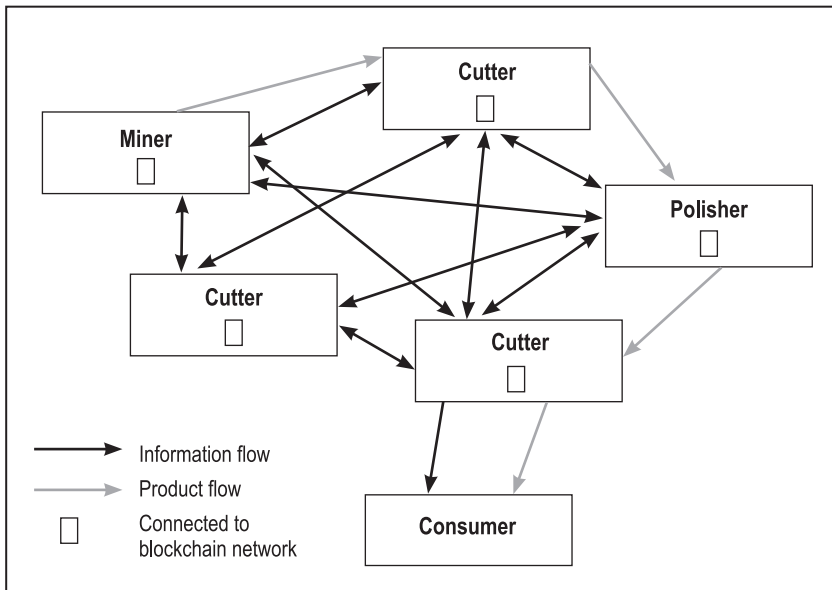 Cutter
Miner
Polisher
Cutter
Cutter
Information flow
Product flow
Connected to
blockchain network
Consumer